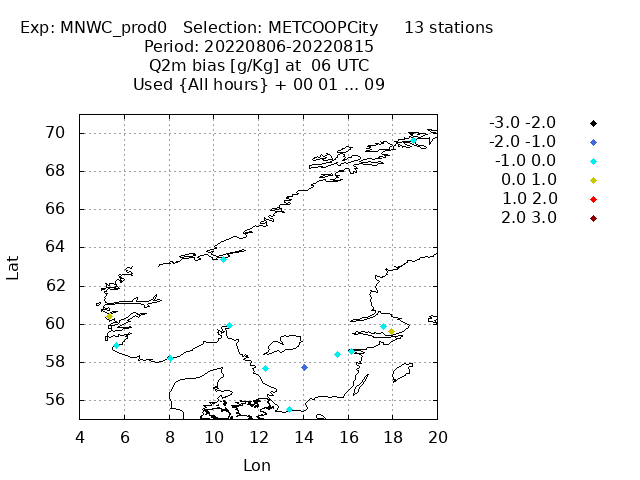 Exp: MNWC_prod0 Selection: METCOOPCity 13 stations
Period: 20220806-20220815
Q2m bias [g/Kg] at 06 UTC
Used {All hours} + 00 01 ... 09
-3.0 -2.0
-2.0 -1.0
-1.0 0.0
0.0 1.0
1.0 2.0
2.0 3.0
70
68
66
64
62
60
58
56
Lat
4 6 8 10 12 14 16 18 20
Lon